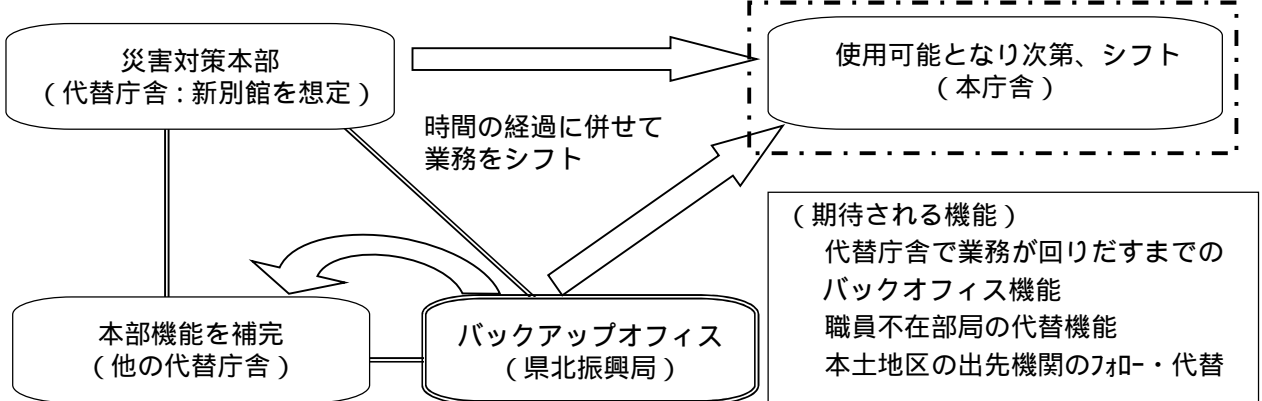 災害対策本部
（代替庁舎：新別館を想定）
使用可能となり次第、シフト
（本庁舎）
時間の経過に併せて
業務をシフト
本部機能を補完
（他の代替庁舎）
バックアップオフィス
（県北振興局）
（期待される機能）
代替庁舎で業務が回りだすまでの
バックオフィス機能
職員不在部局の代替機能
本土地区の出先機関のﾌｫﾛｰ・代替